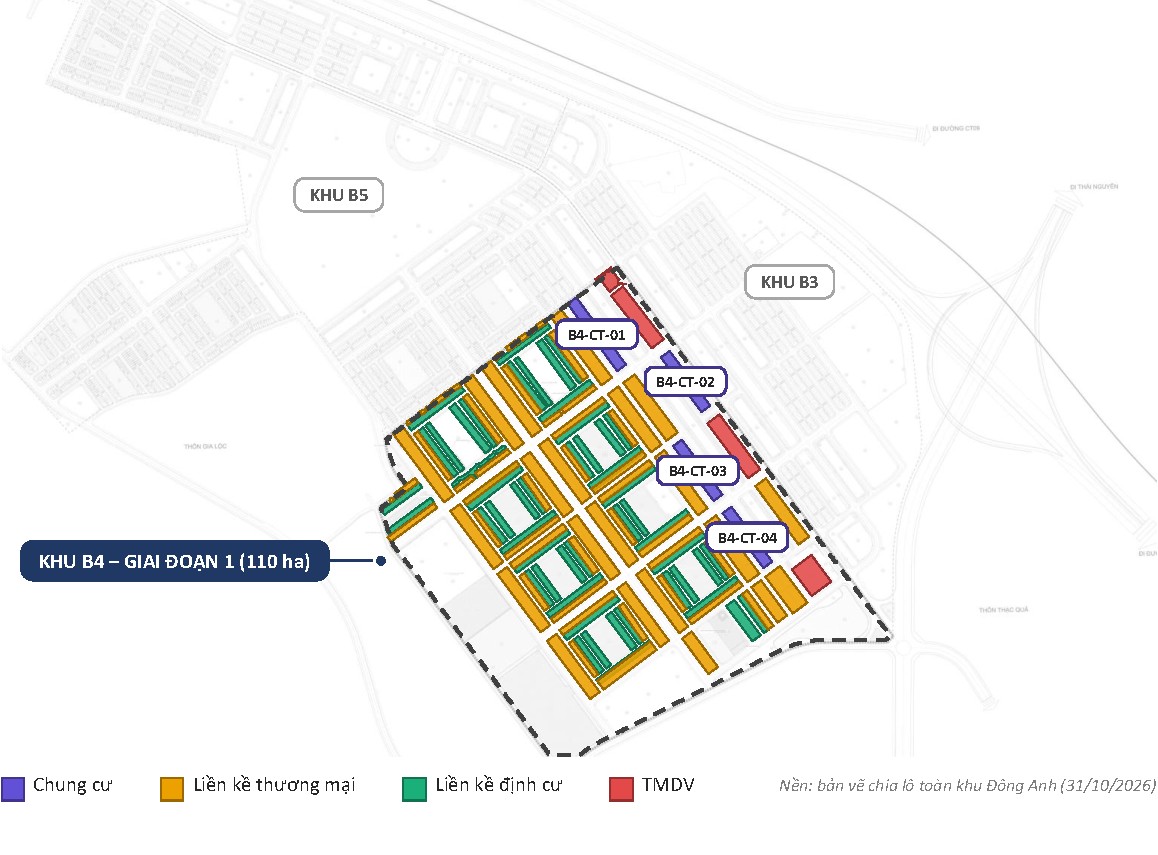 ĐI ĐƯỜNG CT09
ĐI THÁI NGUYÊN
KHU B5
KHU B3
B4-CT-01
B4-CT-02
THÔN GIA LỘC
B4-CT-03
B4-CT-04
KHU B4 – GIAI ĐOẠN 1 (110 ha)
THÔN THẠC QUẢ
Chung cư
Liền kề thương mại
Liền kề định cư
TMDV
Nền: bản vẽ chia lô toàn khu Đông Anh (31/10/2026)